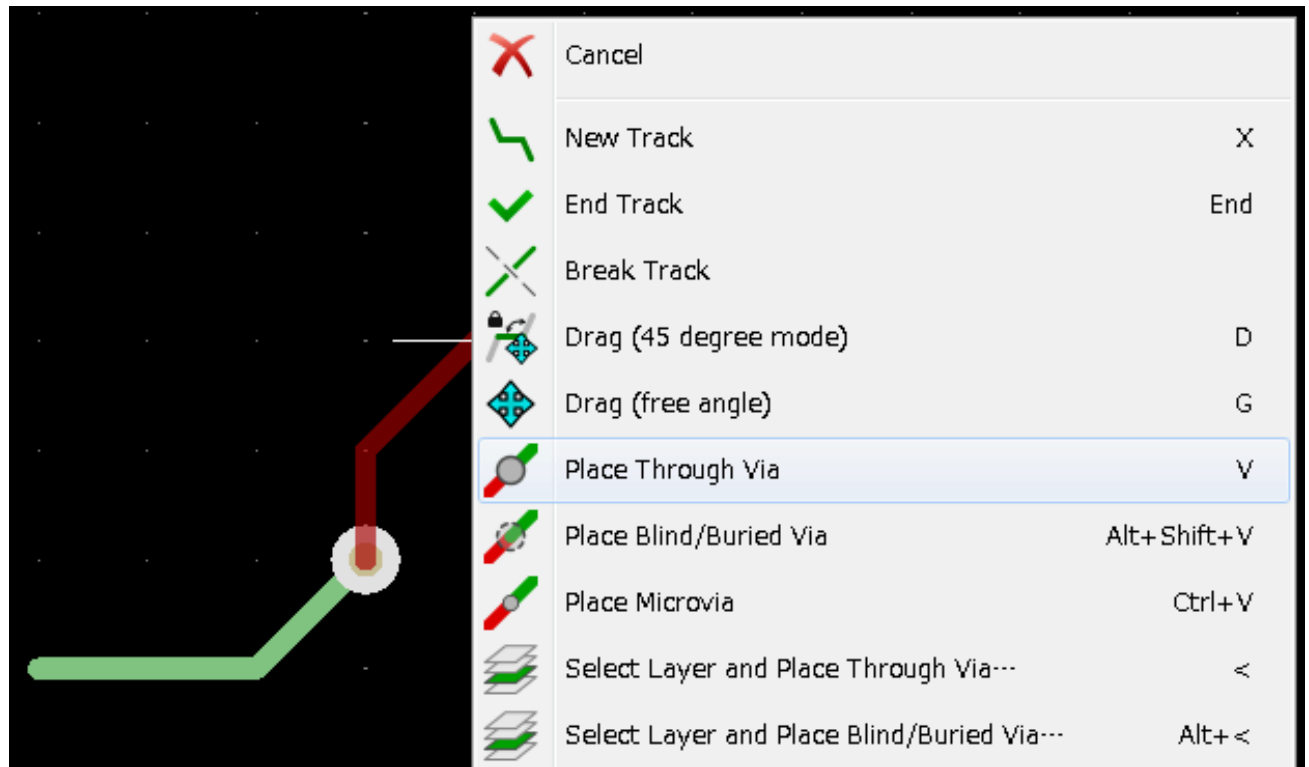 Cancel
New Track X
End Track End
Break Track
Drag (45 degree mode) D
Drag (free angle) G
Place Through Via V
Place Blind/Buried Via Alt+Shift+V
Place Microvia Ctrl+V
Select Layer and Place Through Via··· <
Select Layer and Place Blind/Buried Via··· Alt+<